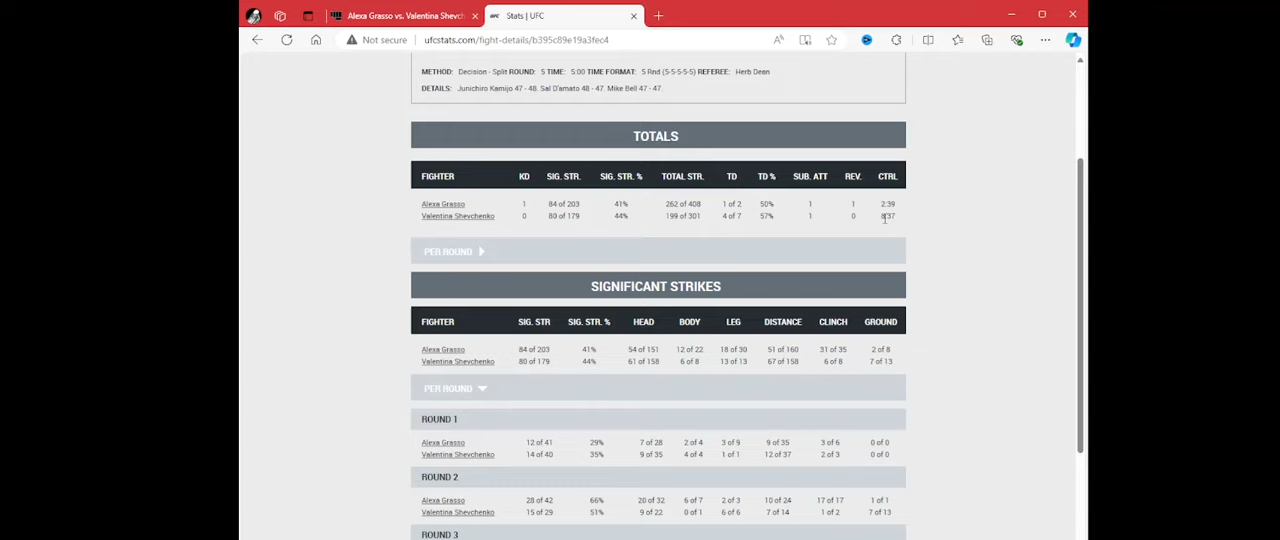 Alexa Grasso vs. Valentina Shevch
Stats | UFC
Not secure ufcstats.com/fight-details/b395c89e19a3fec4
METHOD: Decision - Split ROUND: 5 TIME: 5:00 TIME FORMAT: 5 Rnd (5-5-5-5-5) REFEREE: Herb Dean
DETAILS: Junichiro Kamijo 47 - 48. Sal D'amato 48 - 47. Mike Bell 47 - 47.
TOTALS
FIGHTER KD SIG. STR. SIG. STR. % TOTAL STR. TD TD % SUB. ATT REV. CTRL
Alexa Grasso 1 84 of 203 41% 262 of 408 1 of 2 50% 1 1 2:39
Valentina Shevchenko 0 80 of 179 44% 199 of 301 4 of 7 57% 1 0 8:37
PER ROUND
SIGNIFICANT STRIKES
FIGHTER SIG. STR SIG. STR. % HEAD BODY LEG DISTANCE CLINCH GROUND
Alexa Grasso 84 of 203 41% 54 of 151 12 of 22 18 of 30 51 of 160 31 of 35 2 of 8
Valentina Shevchenko 80 of 179 44% 61 of 158 6 of 8 13 of 13 67 of 158 6 of 8 7 of 13
PER ROUND
ROUND 1
Alexa Grasso 12 of 41 29% 7 of 28 2 of 4 3 of 9 9 of 35 3 of 6 0 of 0
Valentina Shevchenko 14 of 40 35% 9 of 35 4 of 4 1 of 1 12 of 37 2 of 3 0 of 0
ROUND 2
Alexa Grasso 28 of 42 66% 20 of 32 6 of 7 2 of 3 10 of 24 17 of 17 1 of 1
Valentina Shevchenko 15 of 29 51% 9 of 22 0 of 1 6 of 6 7 of 14 1 of 2 7 of 13
ROUND 3